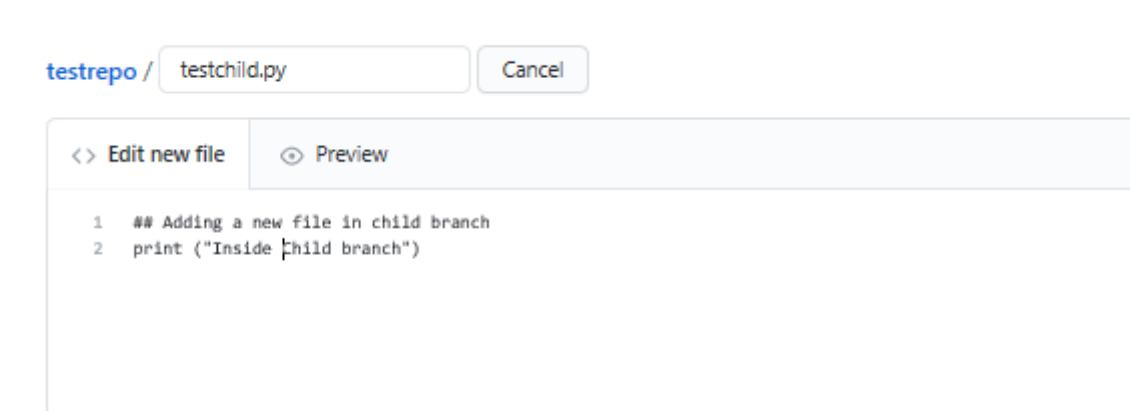 testrepo / testchild.py Cancel
<> Edit new file Preview
1 ## Adding a new file in child branch
2 print ("Inside Child branch")